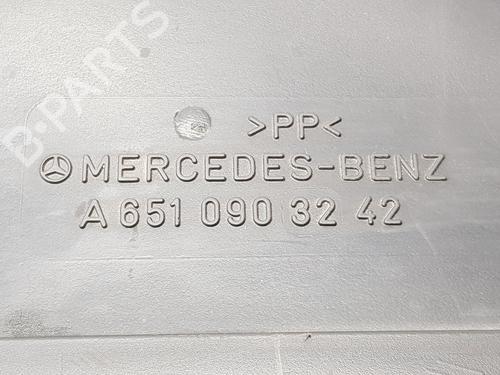 B-PARTS
>PP<
MERCEDES-BENZ
A 651 090 32 42